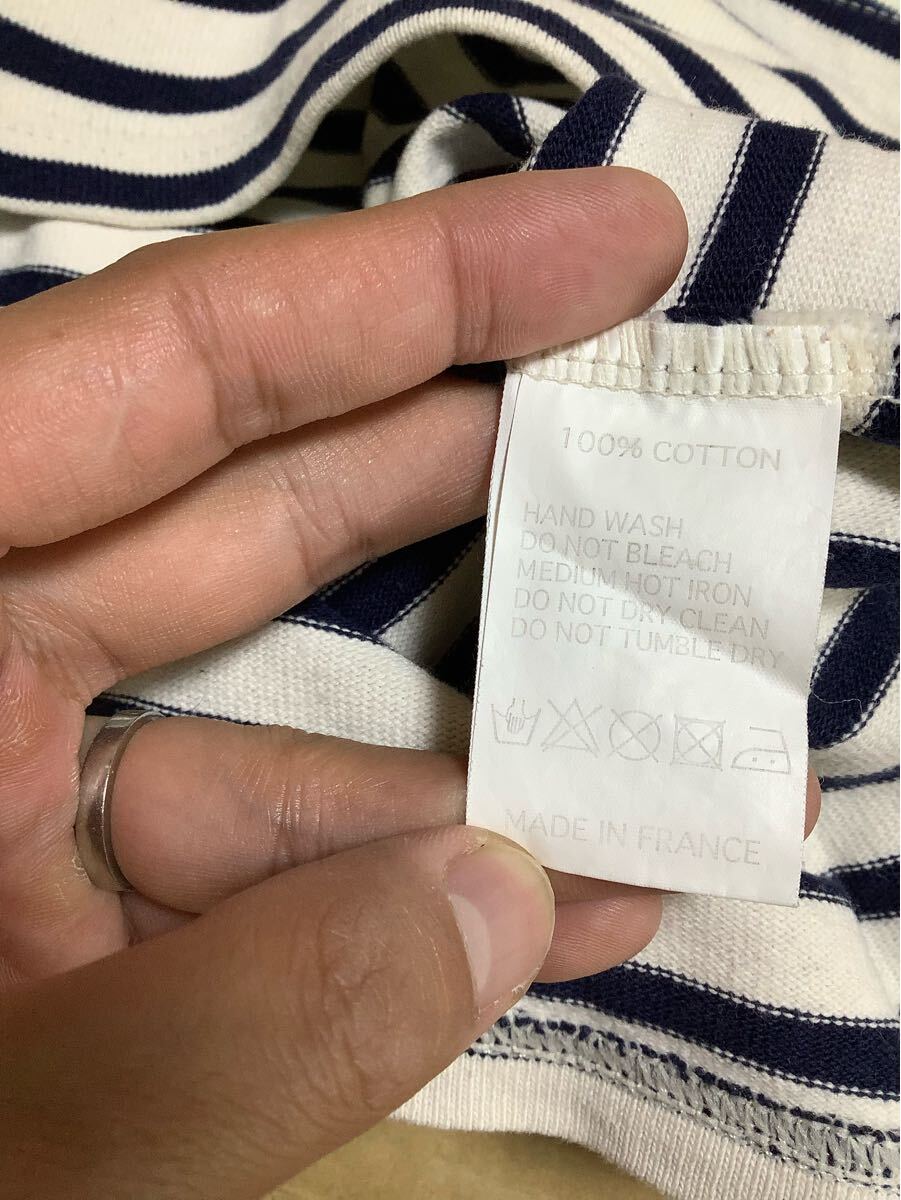 100% COTTON
HAND WASH
DO NOT BLEACH
MEDIUM HOT IRON
DO NOT DRY CLEAN
DO NOT TUMBLE DRY
MADE IN FRANCE